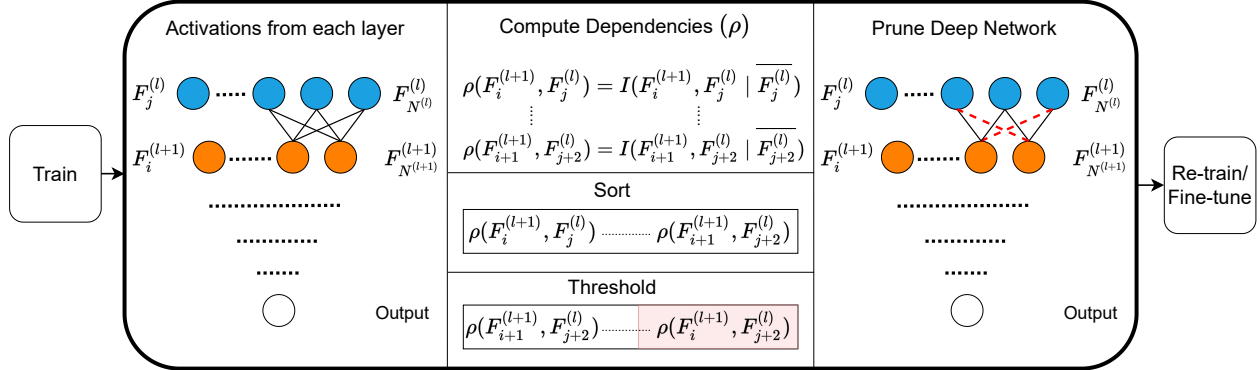 Train
Activations from each layer
F_j^{(l)}
F_{N^{(l)}}^{(l)}
F_i^{(l+1)}
F_{N^{(l+1)}}^{(l+1)}
Output
Compute Dependencies (ρ)
ρ(F_i^{(l+1)}, F_j^{(l)}) = I(F_i^{(l+1)}, F_j^{(l)} | \overline{F_j^{(l)}})
ρ(F_{i+1}^{(l+1)}, F_{j+2}^{(l)}) = I(F_{i+1}^{(l+1)}, F_{j+2}^{(l)} | \overline{F_{j+2}^{(l)}})
Sort
ρ(F_i^{(l+1)}, F_j^{(l)}) ............ ρ(F_{i+1}^{(l+1)}, F_{j+2}^{(l)})
Threshold
ρ(F_{i+1}^{(l+1)}, F_{j+2}^{(l)}) ............ ρ(F_i^{(l+1)}, F_{j+2}^{(l)})
Prune Deep Network
F_j^{(l)}
F_{N^{(l)}}^{(l)}
F_i^{(l+1)}
F_{N^{(l+1)}}^{(l+1)}
Output
Re-train/
Fine-tune